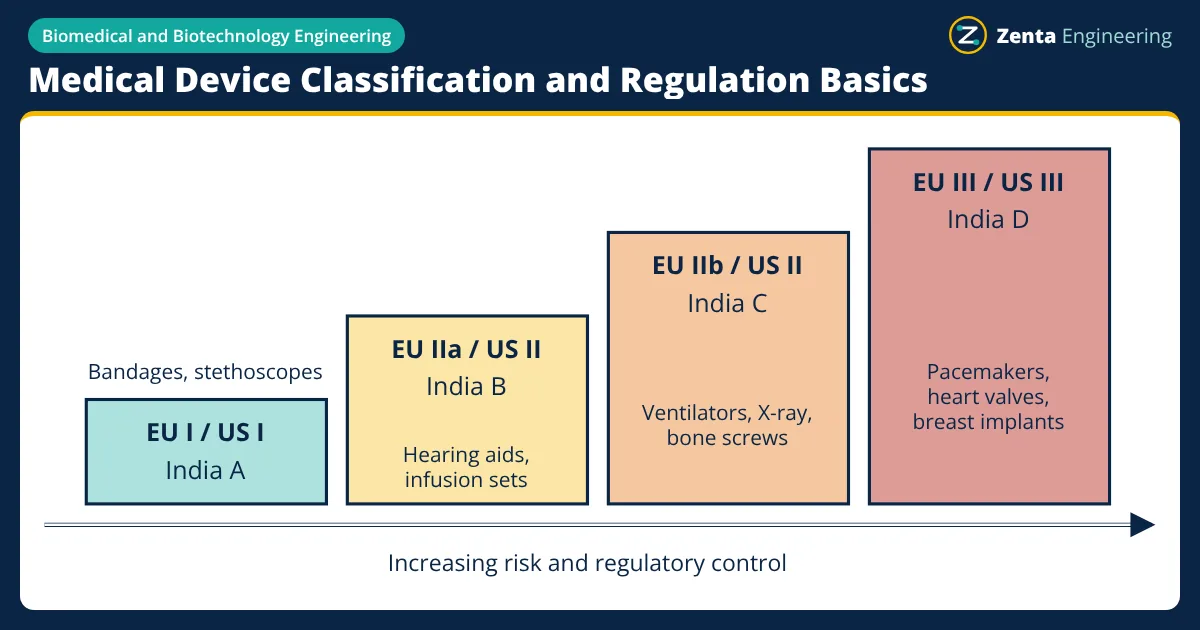 Biomedical and Biotechnology Engineering
Zenta Engineering
Medical Device Classification and Regulation Basics
Bandages, stethoscopes
EU I / US I
India A
EU IIa / US II
India B
Hearing aids,
infusion sets
EU IIb / US II
India C
Ventilators, X-ray,
bone screws
EU III / US III
India D
Pacemakers,
heart valves,
breast implants
Increasing risk and regulatory control